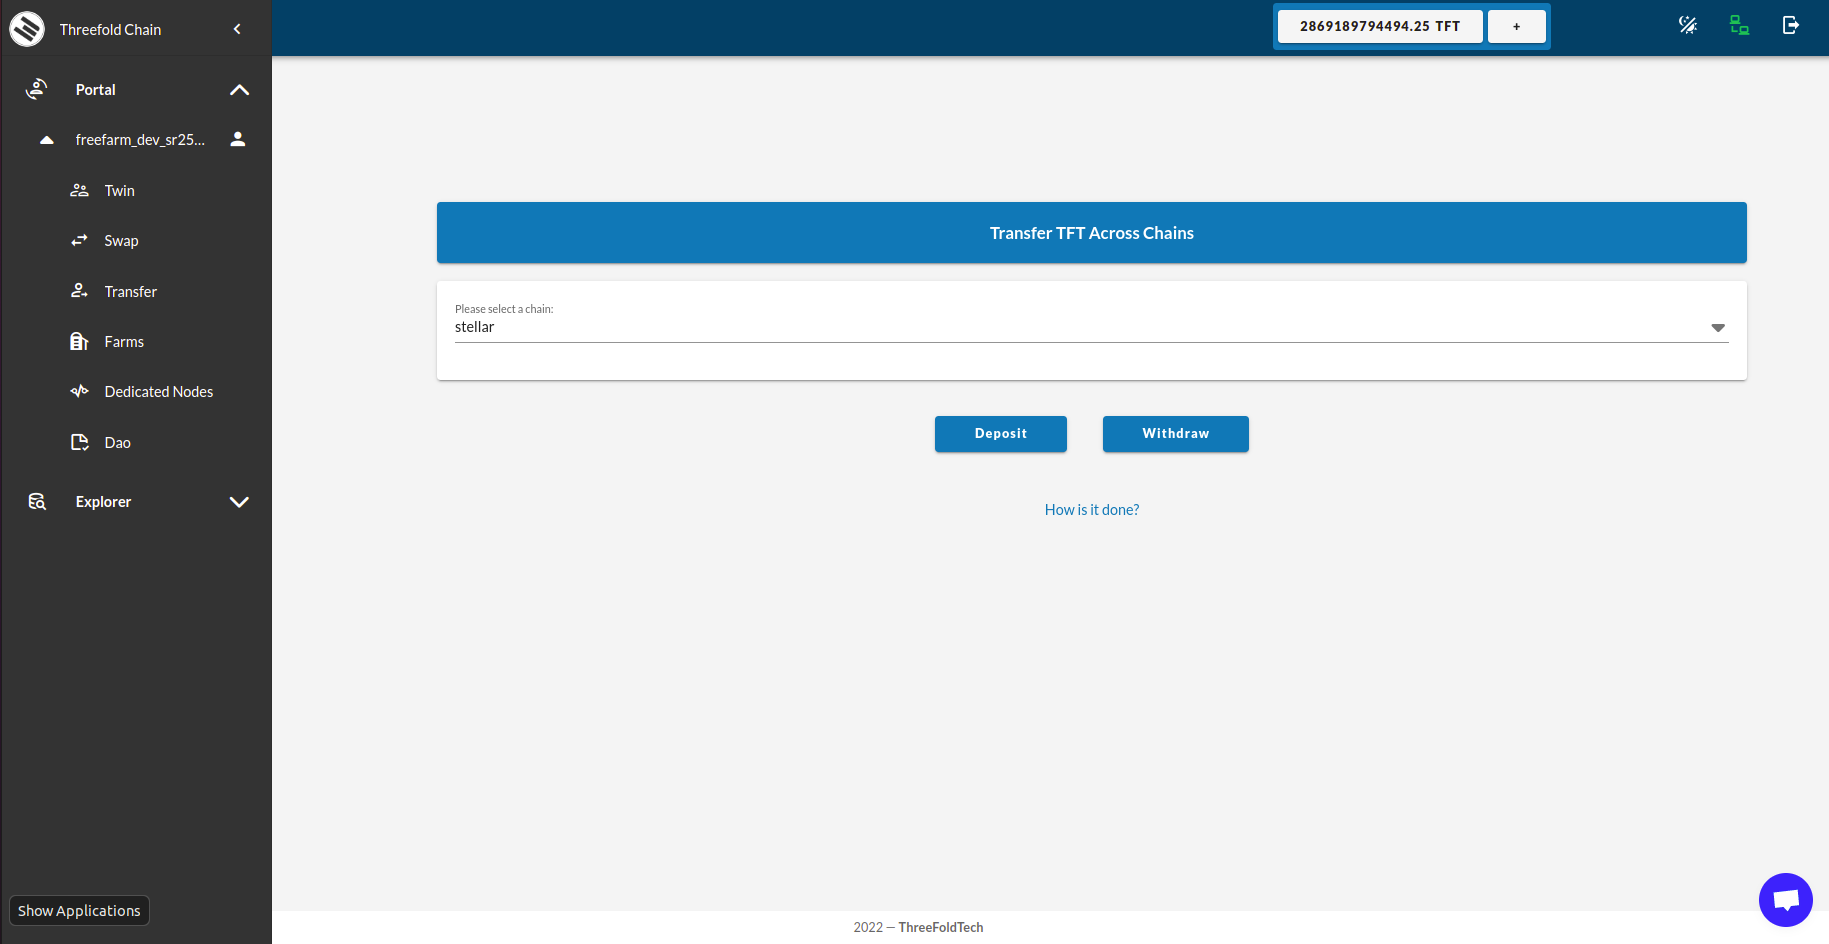 Threefold Chain
2869189794494.25 TFT
+
Portal
freefarm_dev_sr25...
Twin
Swap
Transfer
Farms
Dedicated Nodes
Dao
Explorer
Show Applications
Transfer TFT Across Chains
Please select a chain:
stellar
Deposit
Withdraw
How is it done?
2022 — ThreeFoldTech